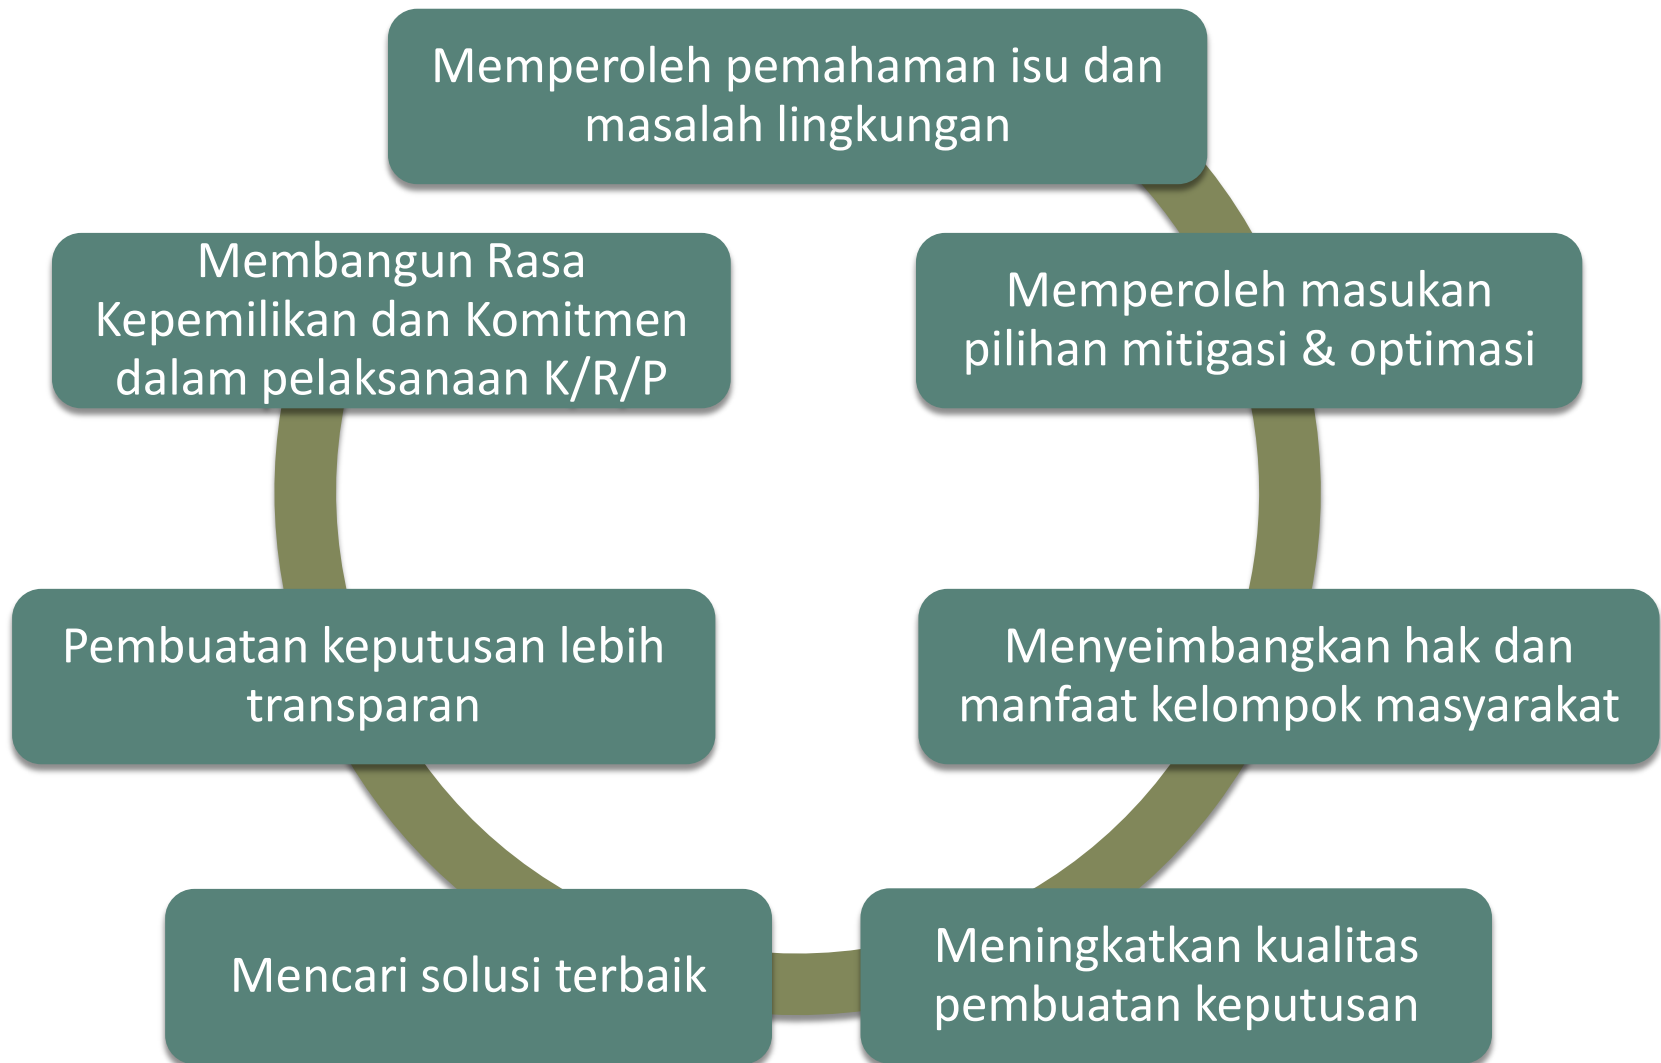 Memperoleh pemahaman isu dan
masalah lingkungan
Membangun Rasa
Kepemilikan dan Komitmen
dalam pelaksanaan K/R/P
Memperoleh masukan
pilihan mitigasi & optimasi
Pembuatan keputusan lebih
transparan
Menyeimbangkan hak dan
manfaat kelompok masyarakat
Mencari solusi terbaik
Meningkatkan kualitas
pembuatan keputusan